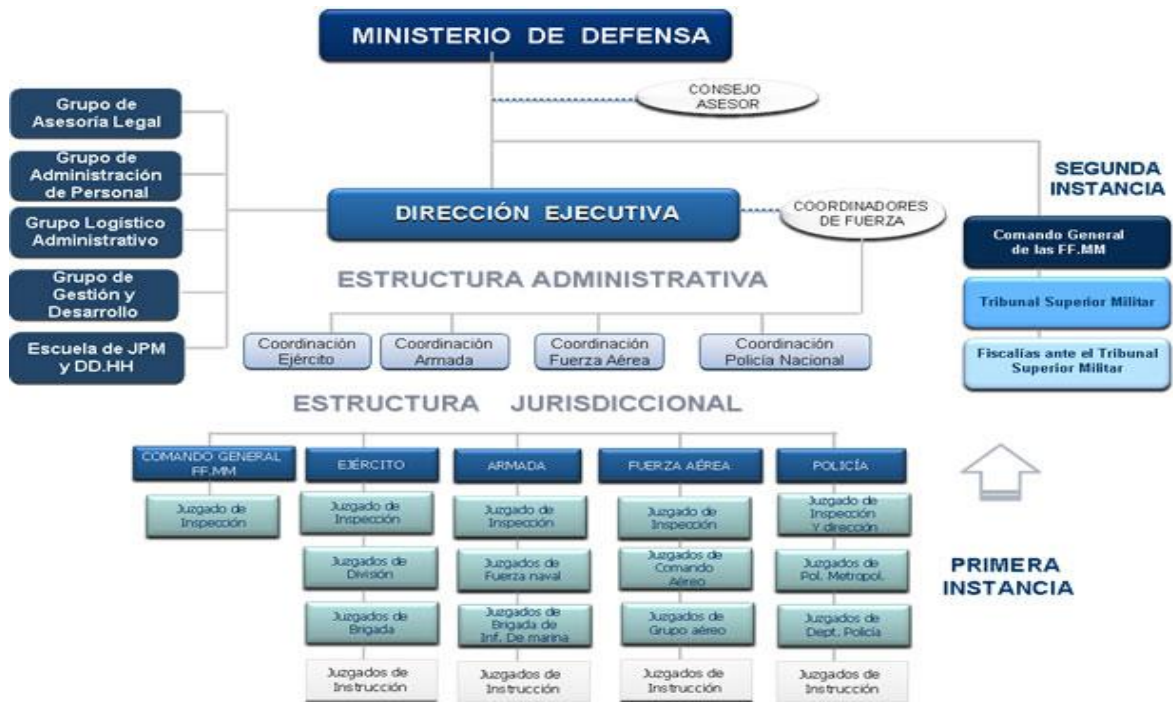 MINISTERIO DE DEFENSA
CONSEJO
ASESOR
Grupo de
Asesoría Legal
Grupo de
Administración
de Personal
Grupo Logístico
Administrativo
Grupo de
Gestión y
Desarrollo
Escuela de JPM
y DD.HH
DIRECCIÓN EJECUTIVA
COORDINADORES
DE FUERZA
SEGUNDA
INSTANCIA
Comando General
de las FF.MM
Tribunal Superior Militar
Fiscalías ante el Tribunal
Superior Militar
ESTRUCTURA ADMINISTRATIVA
Coordinación
Ejército
Coordinación
Armada
Coordinación
Fuerza Aérea
Coordinación
Policía Nacional
ESTRUCTURA JURISDICCIONAL
COMANDO GENERAL
FF.MM
Juzgado de
Inspección
EJÉRCITO
Juzgado de
Inspección
Juzgados de
División
Juzgados de
Brigada
Juzgados de
Instrucción
ARMADA
Juzgado de
Inspección
Juzgados de
Fuerza naval
Juzgados de
Brigada de
Inf. De marina
Juzgados de
Instrucción
FUERZA AÉREA
Juzgado de
Inspección
Juzgados de
Comando
Aéreo
Juzgados de
Grupo aéreo
Juzgados de
Instrucción
POLICÍA
Juzgado de
Inspección
Y dirección
Juzgados de
Pol. Metropol.
Juzgados de
Dept. Policía
Juzgados de
Instrucción
PRIMERA
INSTANCIA